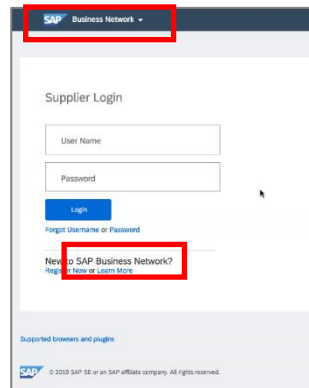 SAP Business Network
Supplier Login
User Name
Password
Login
Forgot Username or Password
New to SAP Business Network?
Register Now or Learn More
Supported browsers and plugins
SAP © 2019 SAP SE or an SAP affiliate company. All rights reserved.